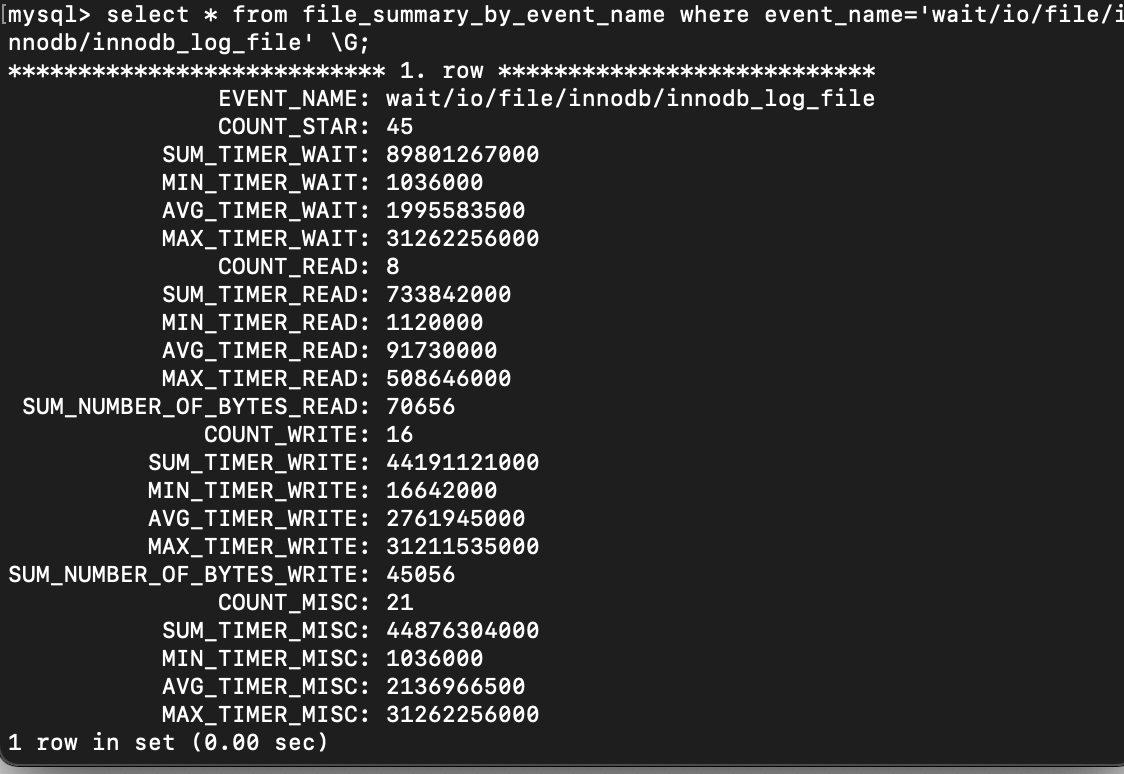 [mysql> select * from file_summary_by_event_name where event_name='wait/io/file/i
nnodb/innodb_log_file' \G;
*************************** 1. row ***************************
EVENT_NAME: wait/io/file/innodb/innodb_log_file
COUNT_STAR: 45
SUM_TIMER_WAIT: 89801267000
MIN_TIMER_WAIT: 1036000
AVG_TIMER_WAIT: 1995583500
MAX_TIMER_WAIT: 31262256000
COUNT_READ: 8
SUM_TIMER_READ: 733842000
MIN_TIMER_READ: 1120000
AVG_TIMER_READ: 91730000
MAX_TIMER_READ: 508646000
SUM_NUMBER_OF_BYTES_READ: 70656
COUNT_WRITE: 16
SUM_TIMER_WRITE: 44191121000
MIN_TIMER_WRITE: 16642000
AVG_TIMER_WRITE: 2761945000
MAX_TIMER_WRITE: 31211535000
SUM_NUMBER_OF_BYTES_WRITE: 45056
COUNT_MISC: 21
SUM_TIMER_MISC: 44876304000
MIN_TIMER_MISC: 1036000
AVG_TIMER_MISC: 2136966500
MAX_TIMER_MISC: 31262256000
1 row in set (0.00 sec)